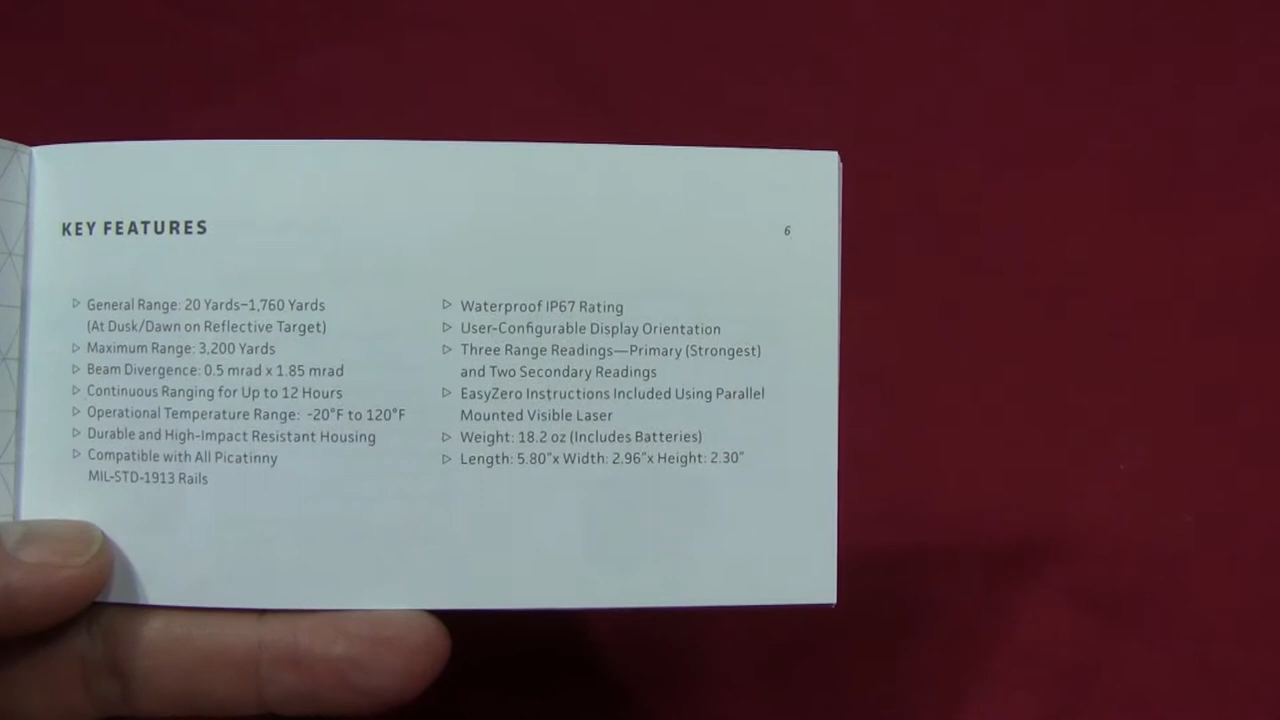 KEY FEATURES
6
▷ General Range: 20 Yards–1,760 Yards
(At Dusk/Dawn on Reflective Target)
▷ Maximum Range: 3,200 Yards
▷ Beam Divergence: 0.5 mrad x 1.85 mrad
▷ Continuous Ranging for Up to 12 Hours
▷ Operational Temperature Range: -20°F to 120°F
▷ Durable and High-Impact Resistant Housing
▷ Compatible with All Picatinny
MIL-STD-1913 Rails
▷ Waterproof IP67 Rating
▷ User-Configurable Display Orientation
▷ Three Range Readings—Primary (Strongest)
and Two Secondary Readings
▷ EasyZero Instructions Included Using Parallel
Mounted Visible Laser
▷ Weight: 18.2 oz (Includes Batteries)
▷ Length: 5.80″x Width: 2.96″x Height: 2.30″